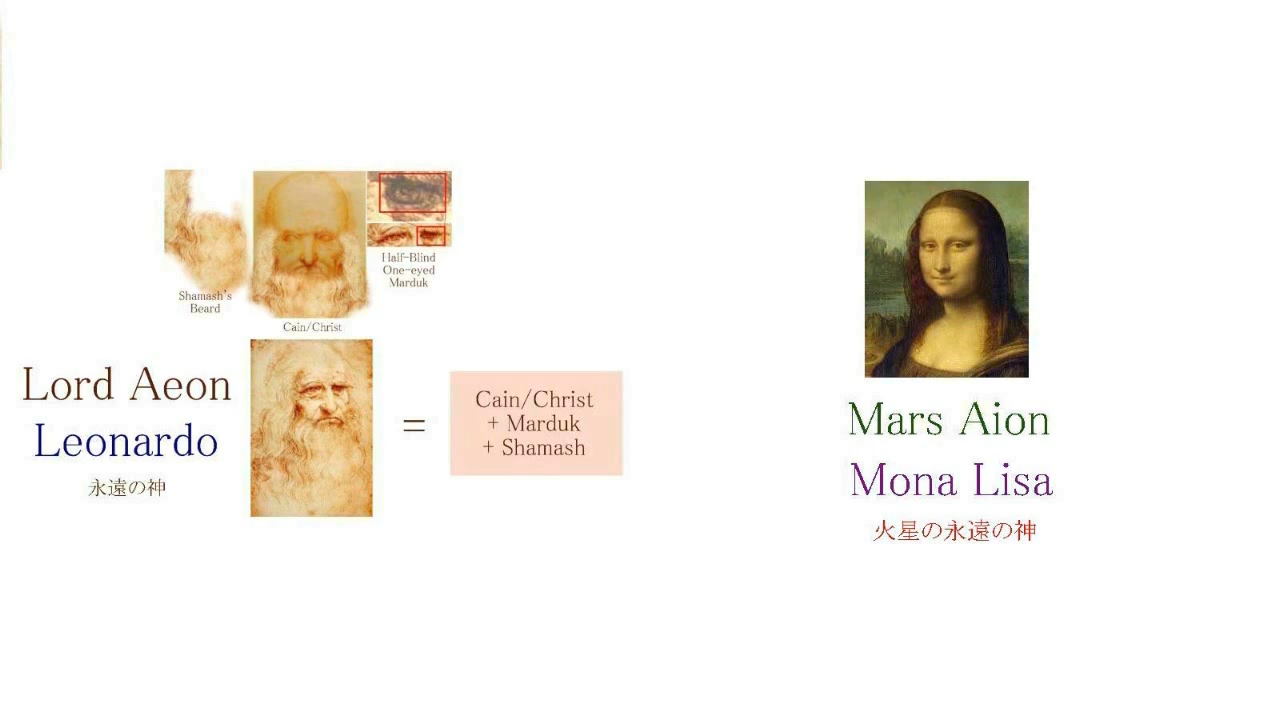 Shamash's
Beard
Cain/Christ
Half-Blind
One-eyed
Marduk
Lord Aeon
Leonardo
永遠の神
=
Cain/Christ
+ Marduk
+ Shamash
Mars Aion
Mona Lisa
火星の永遠の神